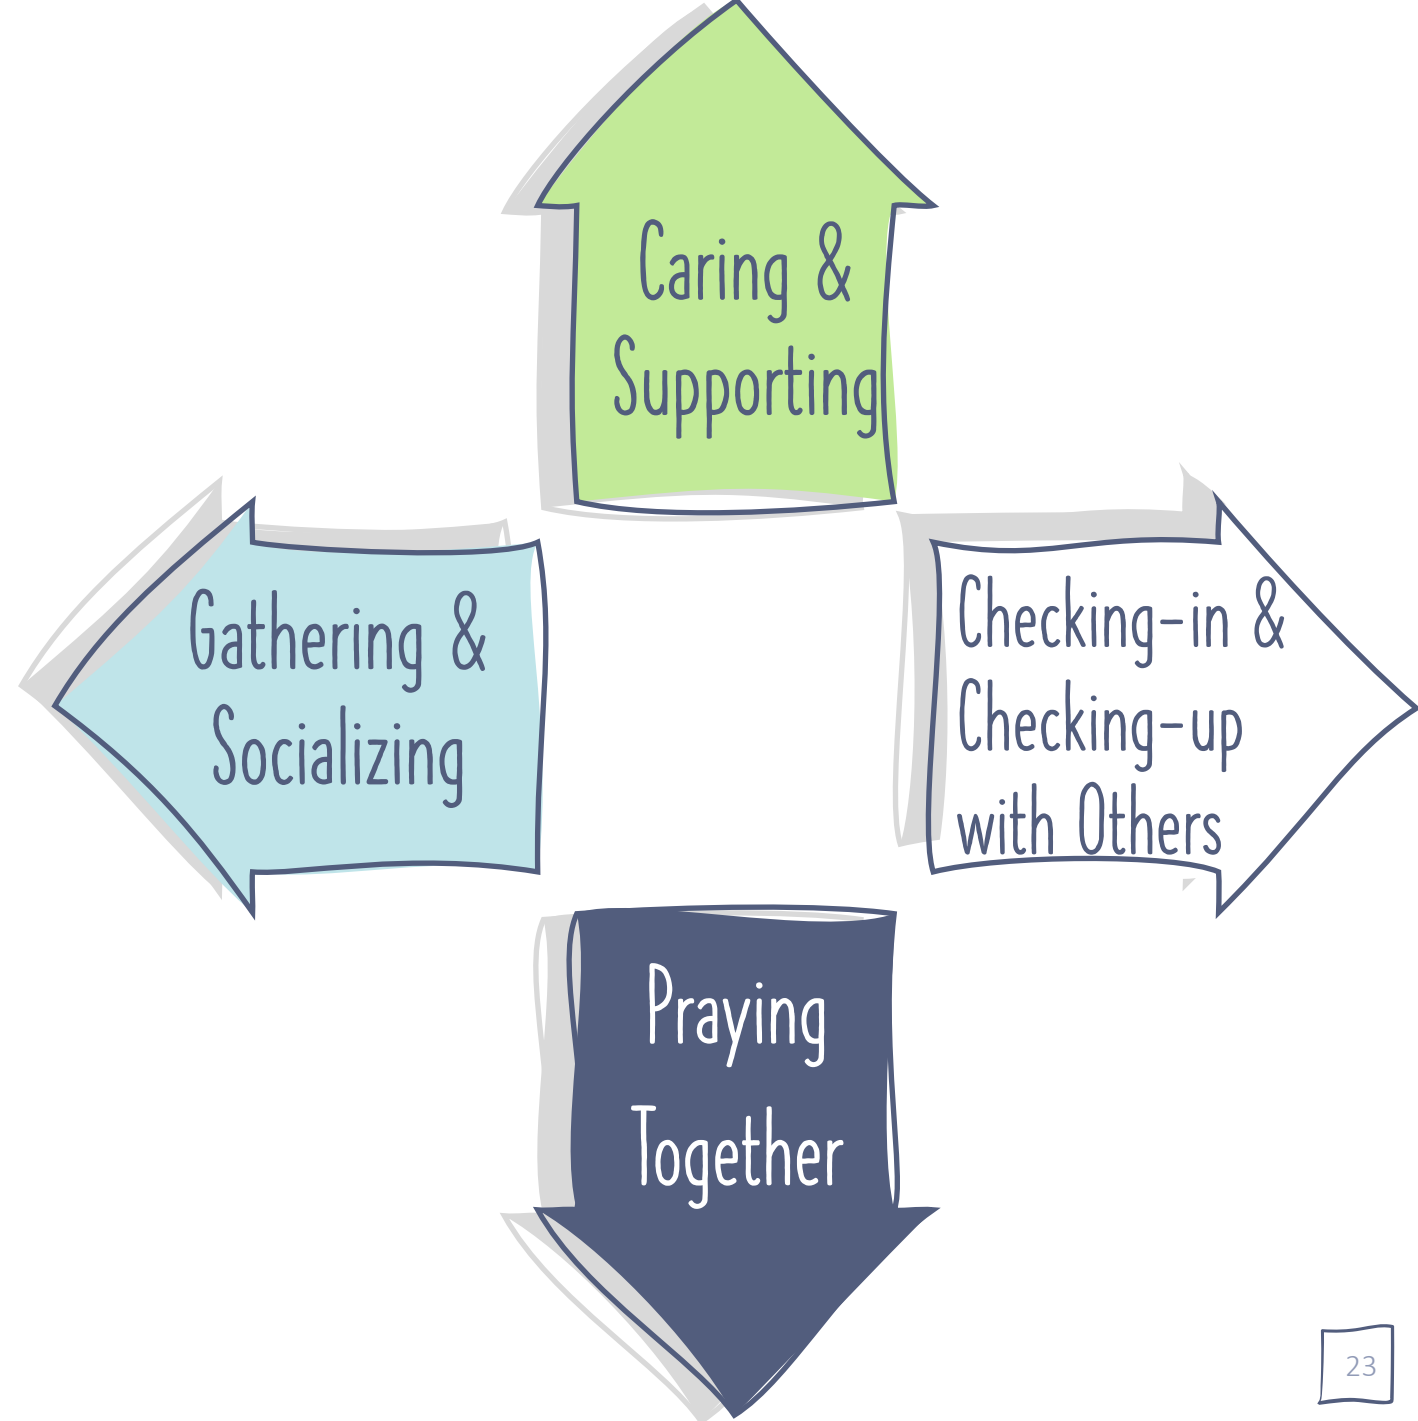 Caring &
Supporting
Gathering &
Socializing
Checking-in &
Checking-up
with Others
Praying
Together
23